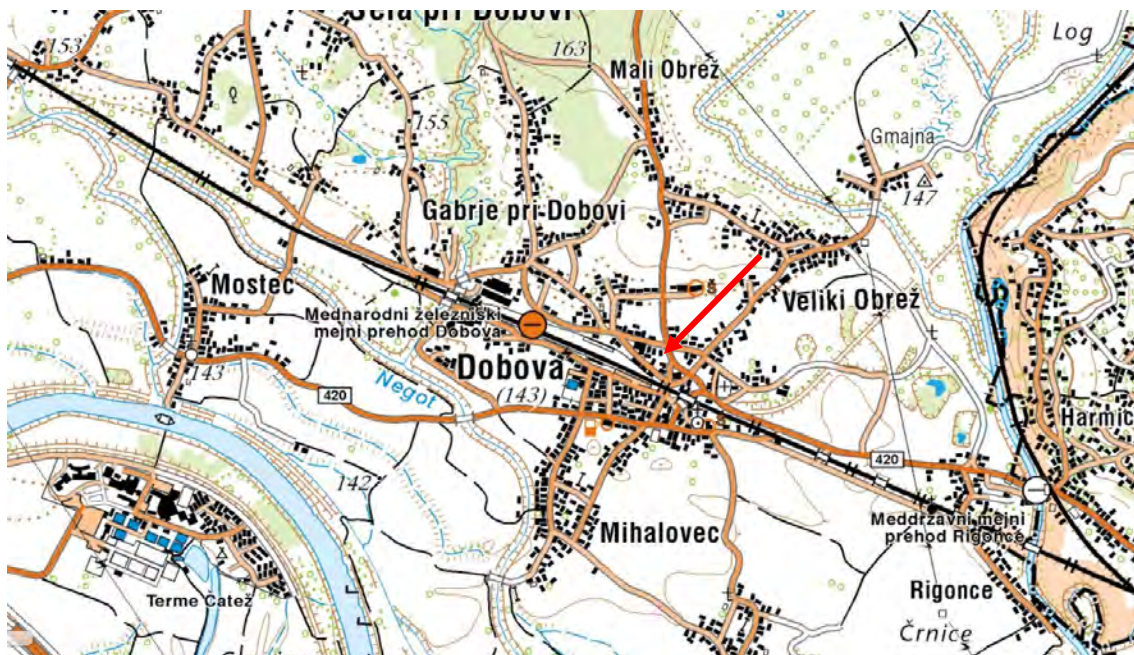 Sela pri Dobovi
153
163
Log
Mali Obrež
155
Gmajna
147
Gabrje pri Dobovi
Mostec
Mednarodni železniški
mejni prehod Dobova
Veliki Obrež
Dobova
(143)
143
420
Negot
Harmic
420
142
Mihalovec
Meddržavni mejni
prehod Rigonce
Terme Čatež
Rigonce
Črnice